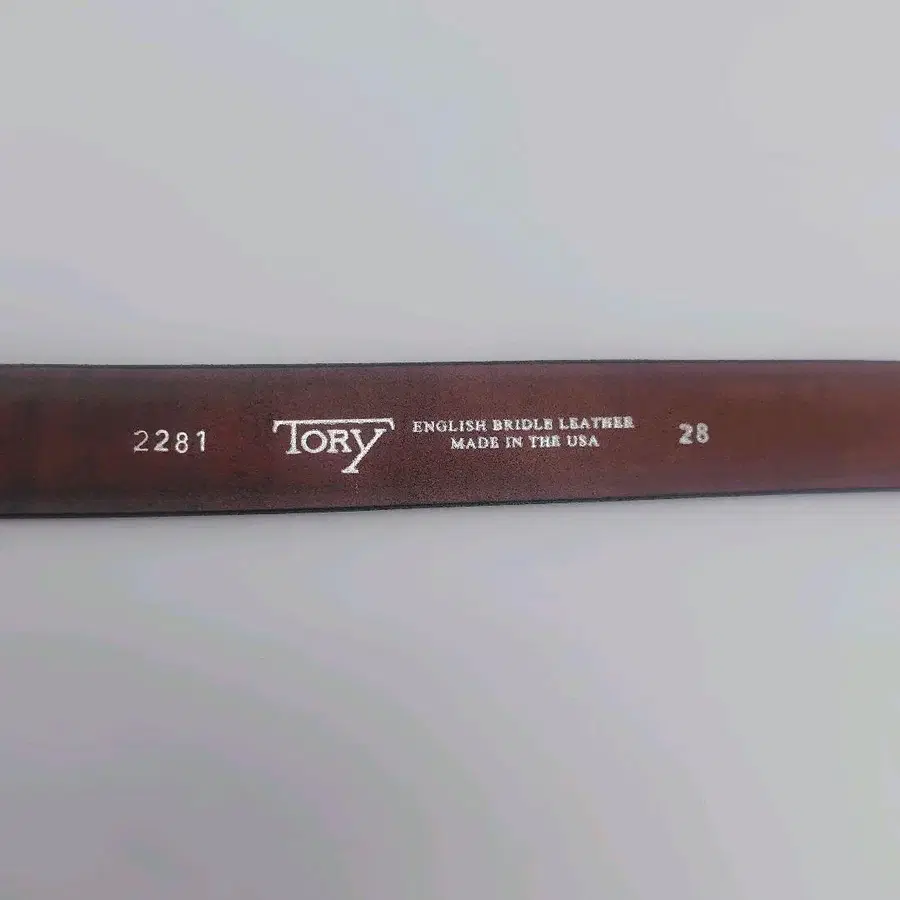 2281
TORY
ENGLISH BRIDLE LEATHER
MADE IN THE USA
28